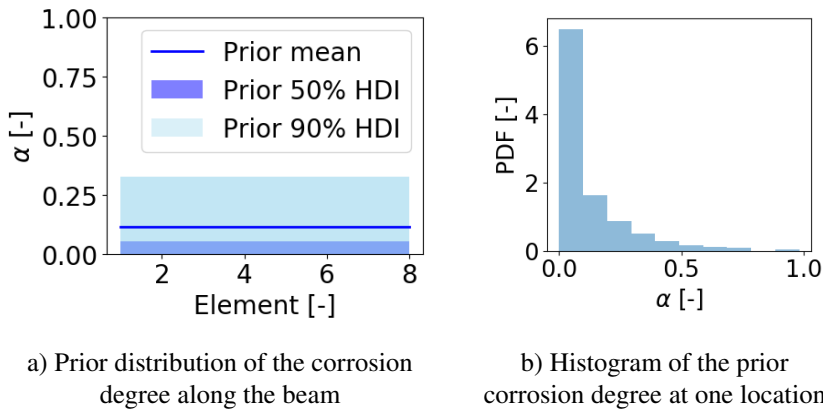 1.00
0.75
0.50
0.25
0.00
α [-]
Prior mean
Prior 50% HDI
Prior 90% HDI
2
4
6
8
Element [-]
a) Prior distribution of the corrosion
degree along the beam
6
4
2
0
PDF [-]
0.0
0.5
1.0
α [-]
b) Histogram of the prior
corrosion degree at one location